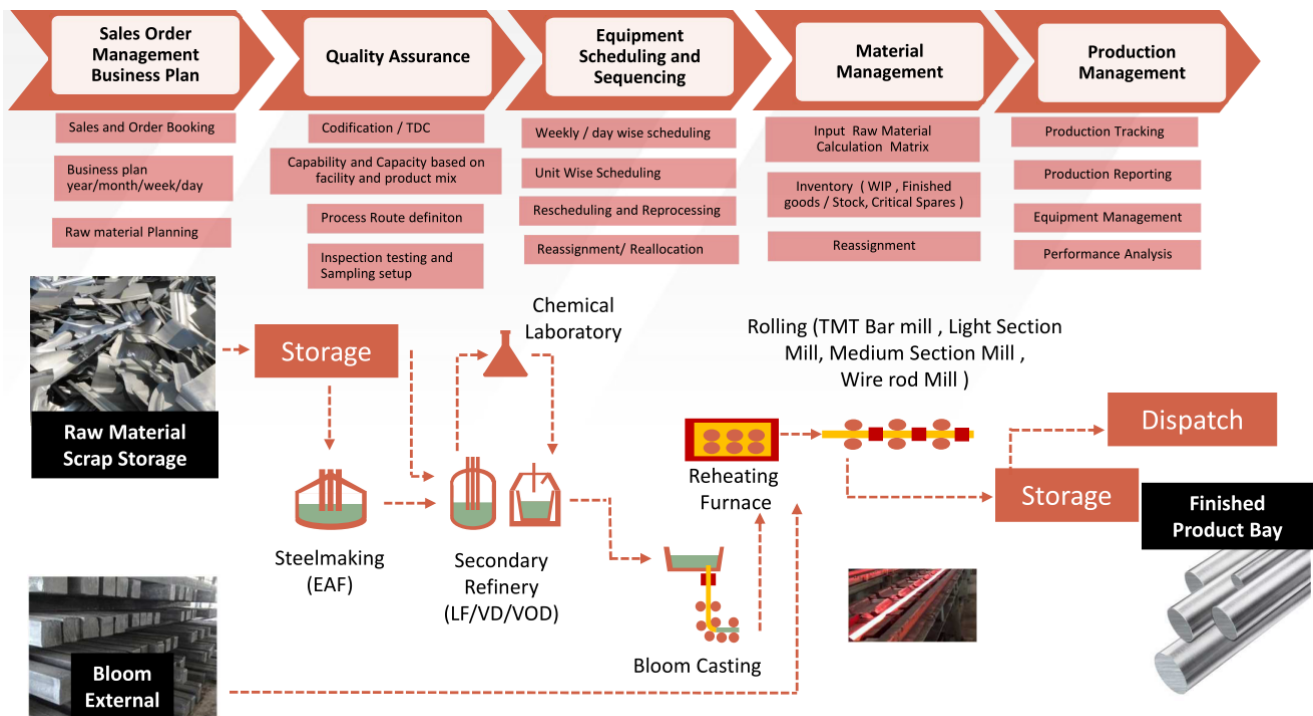 Sales Order
Management
Business Plan
Quality Assurance
Equipment
Scheduling and
Sequencing
Material
Management
Production
Management
Sales and Order Booking
Business plan
year/month/week/day
Raw material Planning
Codification / TDC
Capability and Capacity based on
facility and product mix
Process Route definiton
Inspection testing and
Sampling setup
Weekly / day wise scheduling
Unit Wise Scheduling
Rescheduling and Reprocessing
Reassignment/ Reallocation
Input Raw Material
Calculation Matrix
Inventory ( WIP , Finished
goods / Stock, Critical Spares )
Reassignment
Production Tracking
Production Reporting
Equipment Management
Performance Analysis
Raw Material
Scrap Storage
Storage
Chemical
Laboratory
Steelmaking
(EAF)
Secondary
Refinery
(LF/VD/VOD)
Bloom Casting
Reheating
Furnace
Rolling (TMT Bar mill , Light Section
Mill, Medium Section Mill ,
Wire rod Mill )
Dispatch
Storage
Finished
Product Bay
Bloom
External